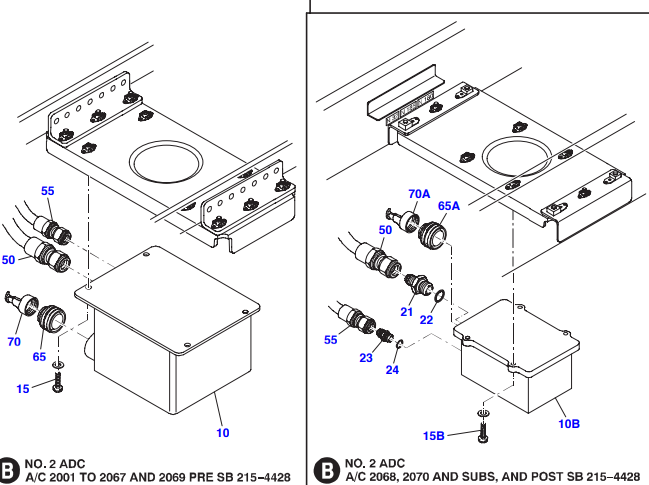 55
50
70
65
15
10
B
NO. 2 ADC
A/C 2001 TO 2067 AND 2069 PRE SB 215–4428
70A
65A
50
21
22
55
23
24
15B
10B
B
NO. 2 ADC
A/C 2068, 2070 AND SUBS, AND POST SB 215–4428